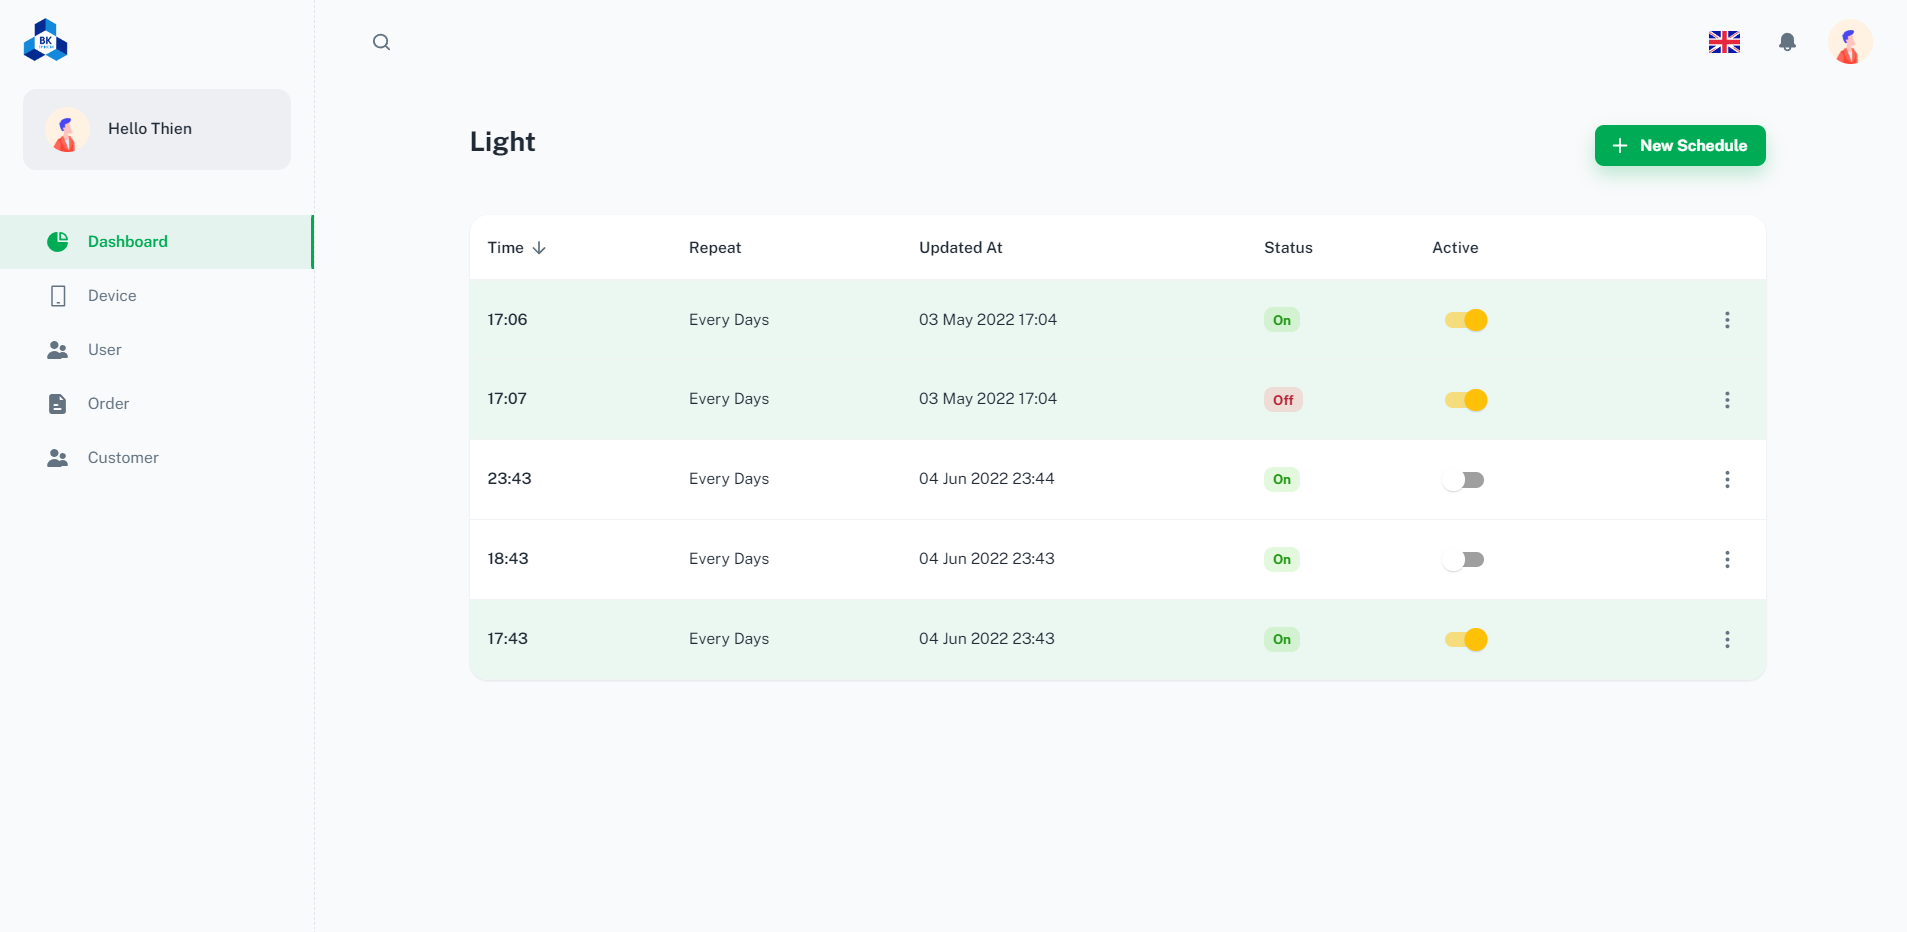 BK
Hello Thien
Dashboard
Device
User
Order
Customer
Light
New Schedule
Time Repeat Updated At Status Active
17:06 Every Days 03 May 2022 17:04 On
17:07 Every Days 03 May 2022 17:04 Off
23:43 Every Days 04 Jun 2022 23:44 On
18:43 Every Days 04 Jun 2022 23:43 On
17:43 Every Days 04 Jun 2022 23:43 On